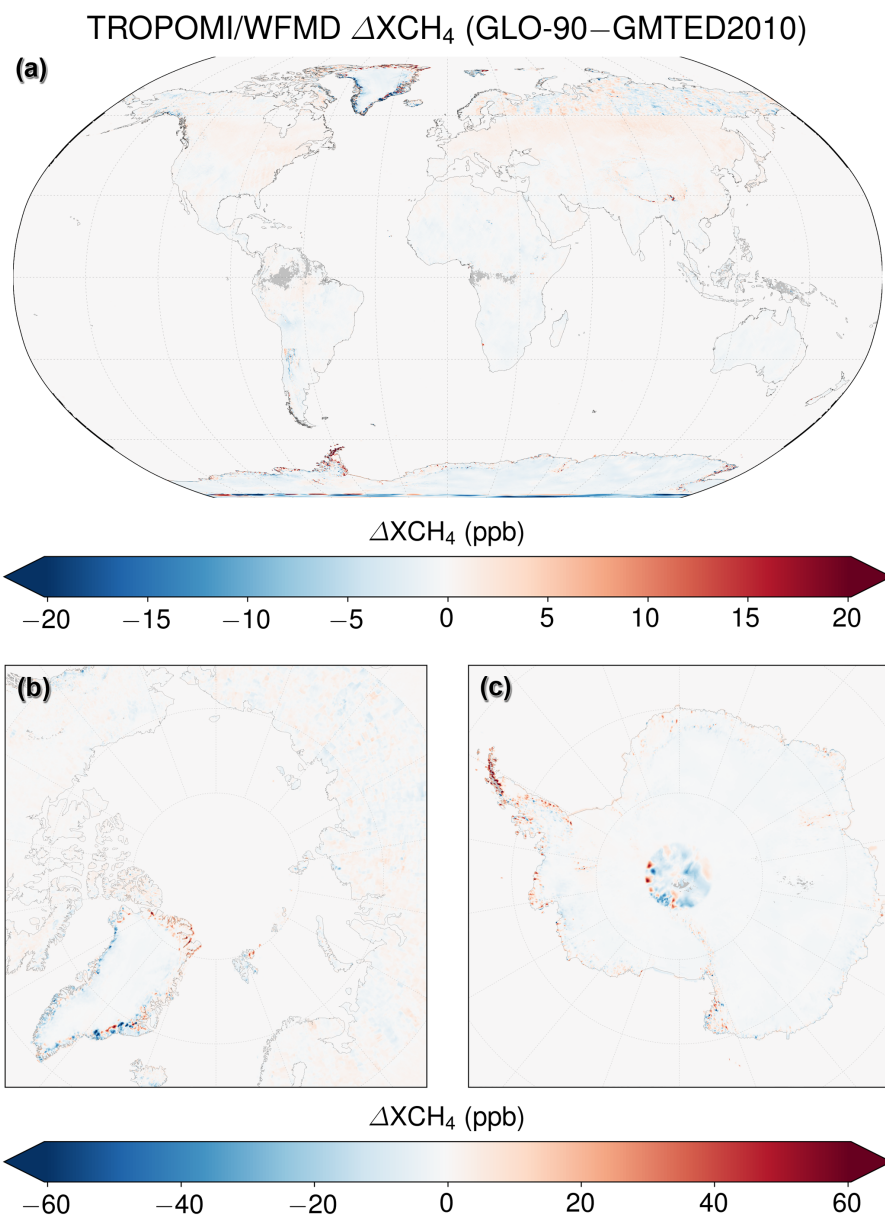 TROPOMI/WFMD ΔXCH₄ (GLO-90−GMTED2010)
(a)
ΔXCH₄ (ppb)
−20 −15 −10 −5 0 5 10 15 20
(b) (c)
ΔXCH₄ (ppb)
−60 −40 −20 0 20 40 60